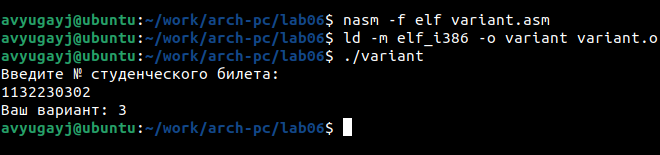 avyugayj@ubuntu:~/work/arch-pc/lab06$ nasm -f elf variant.asm
avyugayj@ubuntu:~/work/arch-pc/lab06$ ld -m elf_i386 -o variant variant.o
avyugayj@ubuntu:~/work/arch-pc/lab06$ ./variant
Введите № студенческого билета:
1132230302
Ваш вариант: 3
avyugayj@ubuntu:~/work/arch-pc/lab06$